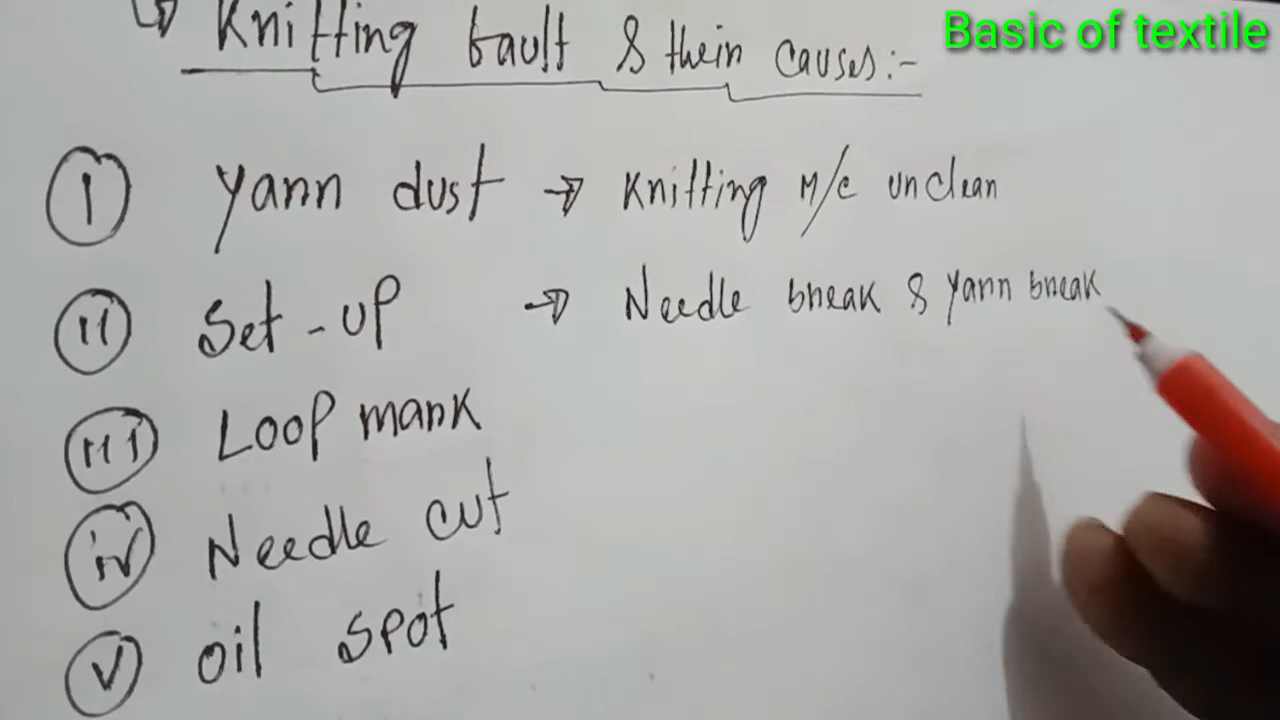 Basic of textile
↳ Knitting fault & their causes:-
I Yarn dust → Knitting M/C unclean
II Set-up → Needle break & yarn break
III Loop mark
IV Needle cut
V oil spot